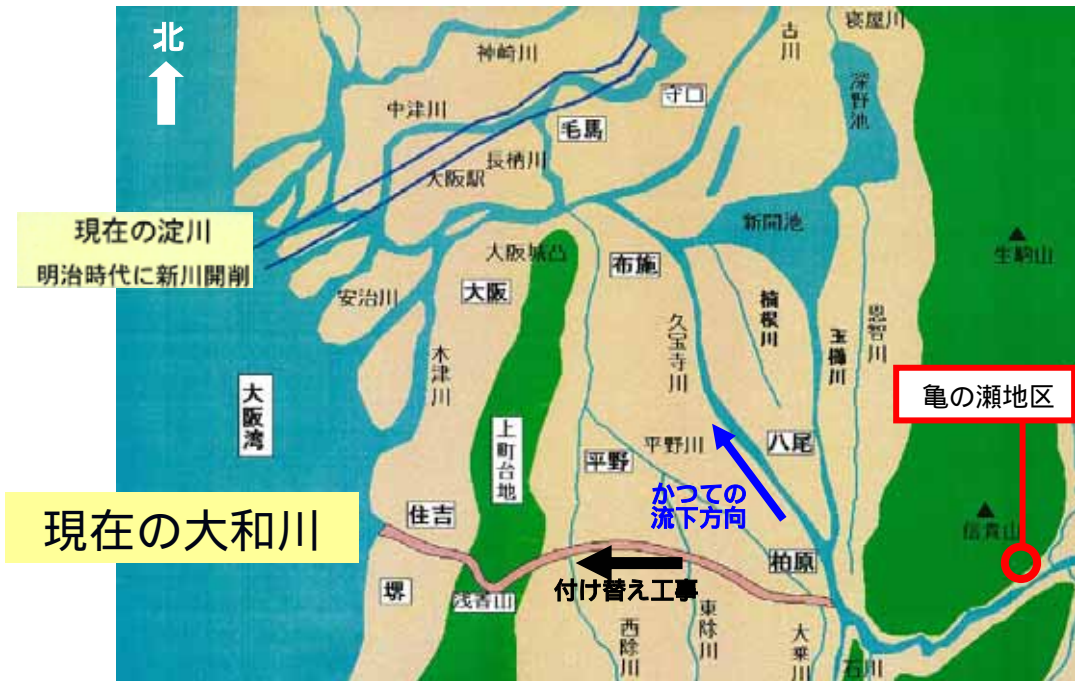 北
神崎川
古川
寝屋川
深野池
守口
中津川
毛馬
長柄川
大阪駅
現在の淀川
明治時代に新川開削
新開池
生駒山
大阪城凸
布施
安治川
大阪
楠根川
恩智川
久宝寺川
玉櫛川
木津川
大阪湾
亀の瀬地区
上町台地
平野川
八尾
平野
かつての
流下方向
現在の大和川
住吉
信貴山
柏原
付け替え工事
堺
浅香山
西除川
東除川
大乗川
石川